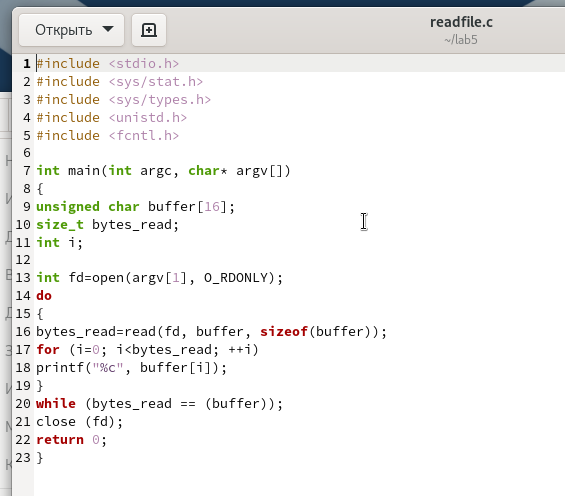 Открыть
readfile.c
~/lab5
1 #include <stdio.h>
2 #include <sys/stat.h>
3 #include <sys/types.h>
4 #include <unistd.h>
5 #include <fcntl.h>
6
7 int main(int argc, char* argv[])
8 {
9 unsigned char buffer[16];
10 size_t bytes_read;
11 int i;
12
13 int fd=open(argv[1], O_RDONLY);
14 do
15 {
16 bytes_read=read(fd, buffer, sizeof(buffer));
17 for (i=0; i<bytes_read; ++i)
18 printf("%c", buffer[i]);
19 }
20 while (bytes_read == (buffer));
21 close (fd);
22 return 0;
23 }